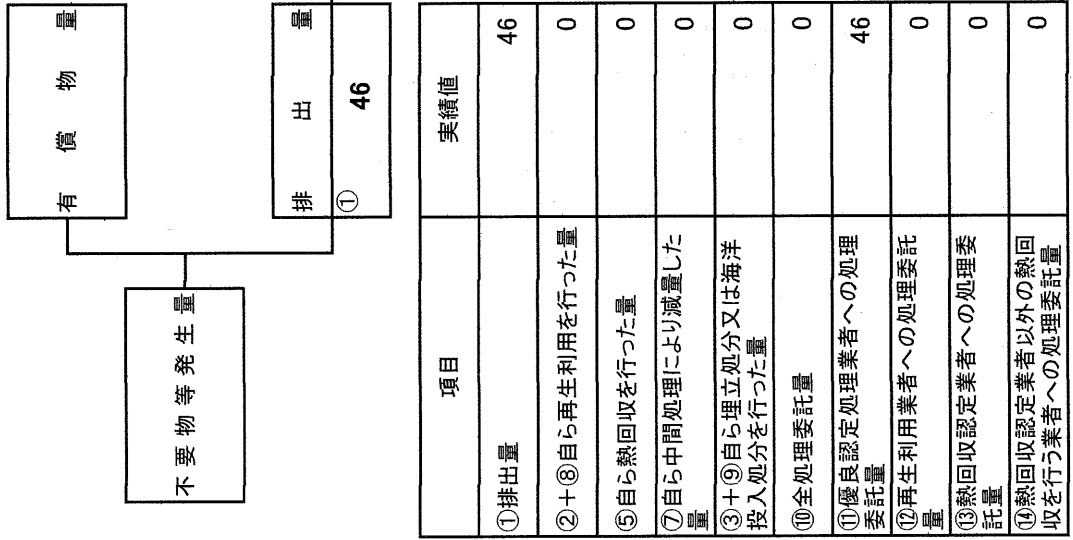 有償物量
不要物等発生量
排出量
①
46
項目 実績値
①排出量 46
②+⑧自ら再生利用を行った量 0
⑤自ら熱回収を行った量 0
⑦自ら中間処理により減量した
量 0
③+⑨自ら埋立処分又は海洋
投入処分を行った量 0
⑩全処理委託量 0
⑪優良認定処理業者への処理
委託量 46
⑫再生利用業者への処理委託
量 0
⑬熱回収認定業者への処理委
託量 0
⑭熱回収認定業者以外の熱回
収を行う業者への処理委託量 0